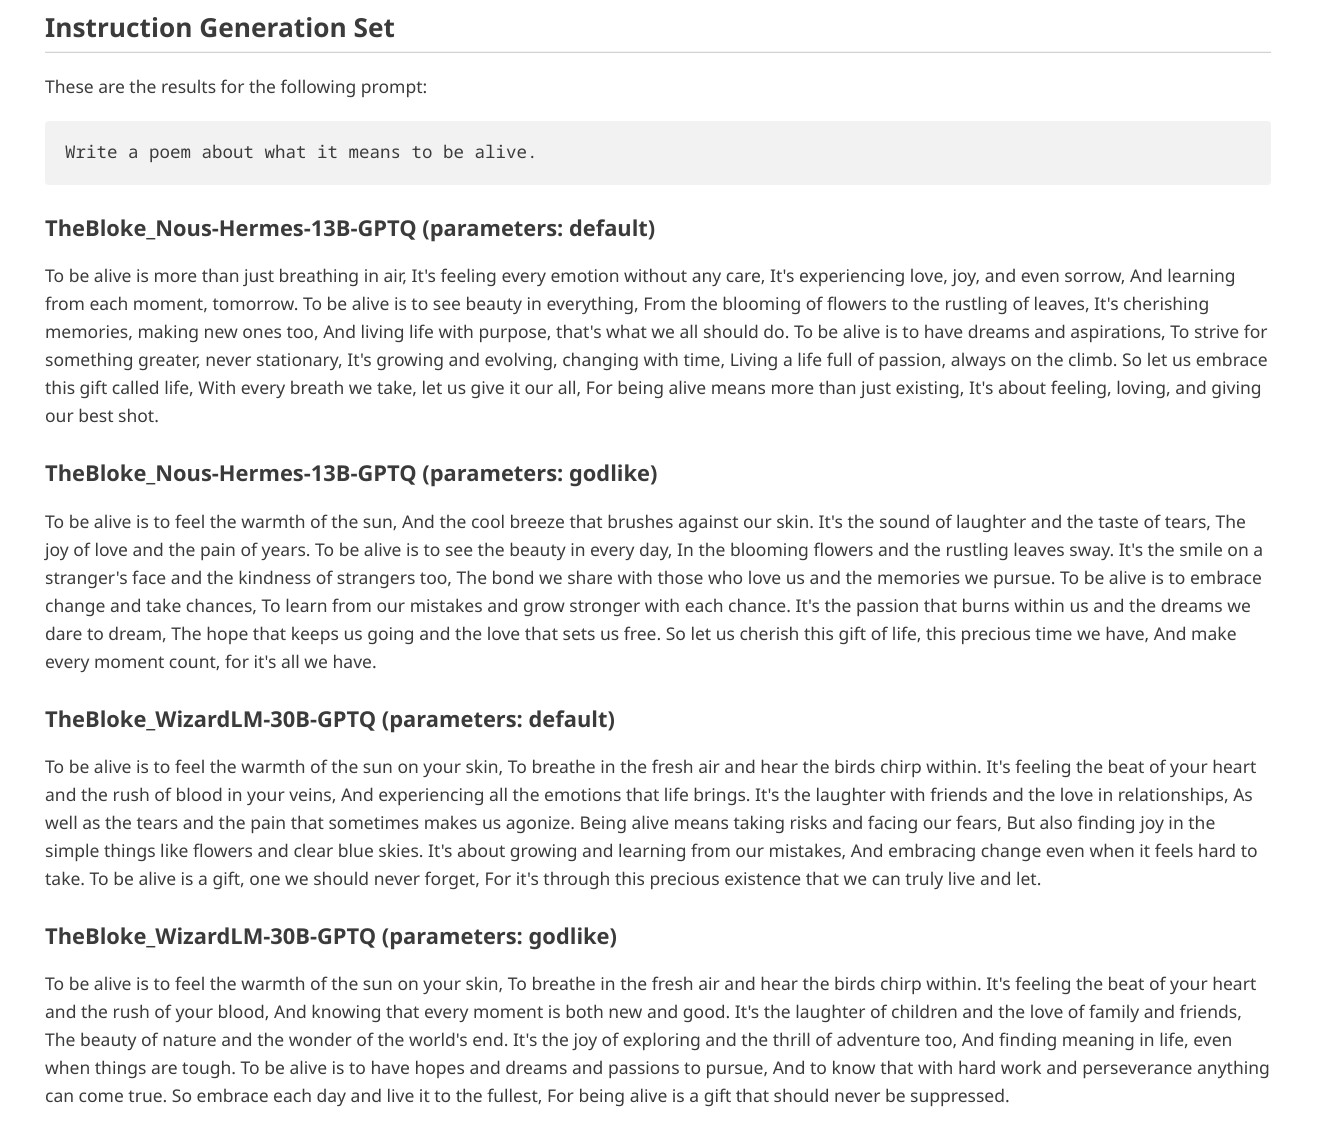 Instruction Generation Set
These are the results for the following prompt:
Write a poem about what it means to be alive.
TheBloke_Nous-Hermes-13B-GPTQ (parameters: default)
To be alive is more than just breathing in air, It's feeling every emotion without any care, It's experiencing love, joy, and even sorrow, And learning
from each moment, tomorrow. To be alive is to see beauty in everything, From the blooming of flowers to the rustling of leaves, It's cherishing
memories, making new ones too, And living life with purpose, that's what we all should do. To be alive is to have dreams and aspirations, To strive for
something greater, never stationary, It's growing and evolving, changing with time, Living a life full of passion, always on the climb. So let us embrace
this gift called life, With every breath we take, let us give it our all, For being alive means more than just existing, It's about feeling, loving, and giving
our best shot.
TheBloke_Nous-Hermes-13B-GPTQ (parameters: godlike)
To be alive is to feel the warmth of the sun, And the cool breeze that brushes against our skin. It's the sound of laughter and the taste of tears, The
joy of love and the pain of years. To be alive is to see the beauty in every day, In the blooming flowers and the rustling leaves sway. It's the smile on a
stranger's face and the kindness of strangers too, The bond we share with those who love us and the memories we pursue. To be alive is to embrace
change and take chances, To learn from our mistakes and grow stronger with each chance. It's the passion that burns within us and the dreams we
dare to dream, The hope that keeps us going and the love that sets us free. So let us cherish this gift of life, this precious time we have, And make
every moment count, for it's all we have.
TheBloke_WizardLM-30B-GPTQ (parameters: default)
To be alive is to feel the warmth of the sun on your skin, To breathe in the fresh air and hear the birds chirp within. It's feeling the beat of your heart
and the rush of blood in your veins, And experiencing all the emotions that life brings. It's the laughter with friends and the love in relationships, As
well as the tears and the pain that sometimes makes us agonize. Being alive means taking risks and facing our fears, But also finding joy in the
simple things like flowers and clear blue skies. It's about growing and learning from our mistakes, And embracing change even when it feels hard to
take. To be alive is a gift, one we should never forget, For it's through this precious existence that we can truly live and let.
TheBloke_WizardLM-30B-GPTQ (parameters: godlike)
To be alive is to feel the warmth of the sun on your skin, To breathe in the fresh air and hear the birds chirp within. It's feeling the beat of your heart
and the rush of your blood, And knowing that every moment is both new and good. It's the laughter of children and the love of family and friends,
The beauty of nature and the wonder of the world's end. It's the joy of exploring and the thrill of adventure too, And finding meaning in life, even
when things are tough. To be alive is to have hopes and dreams and passions to pursue, And to know that with hard work and perseverance anything
can come true. So embrace each day and live it to the fullest, For being alive is a gift that should never be suppressed.